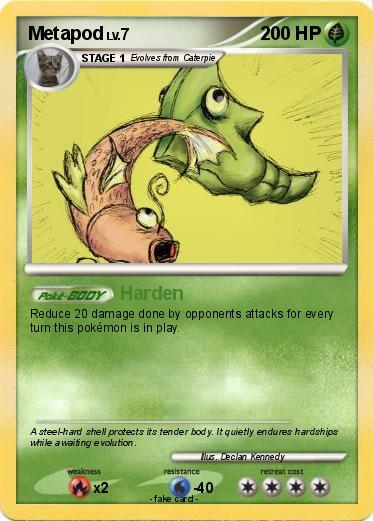 Metapod LV.7 200 HP
STAGE 1 Evolves from Caterpie
Poké-BODY Harden
Reduce 20 damage done by opponents attacks for every
turn this pokémon is in play.
A steel-hard shell protects its tender body. It quietly endures hardships
while awaiting evolution.
Illus. Declan Kennedy
weakness resistance retreat cost
x2 -40
- fake card -